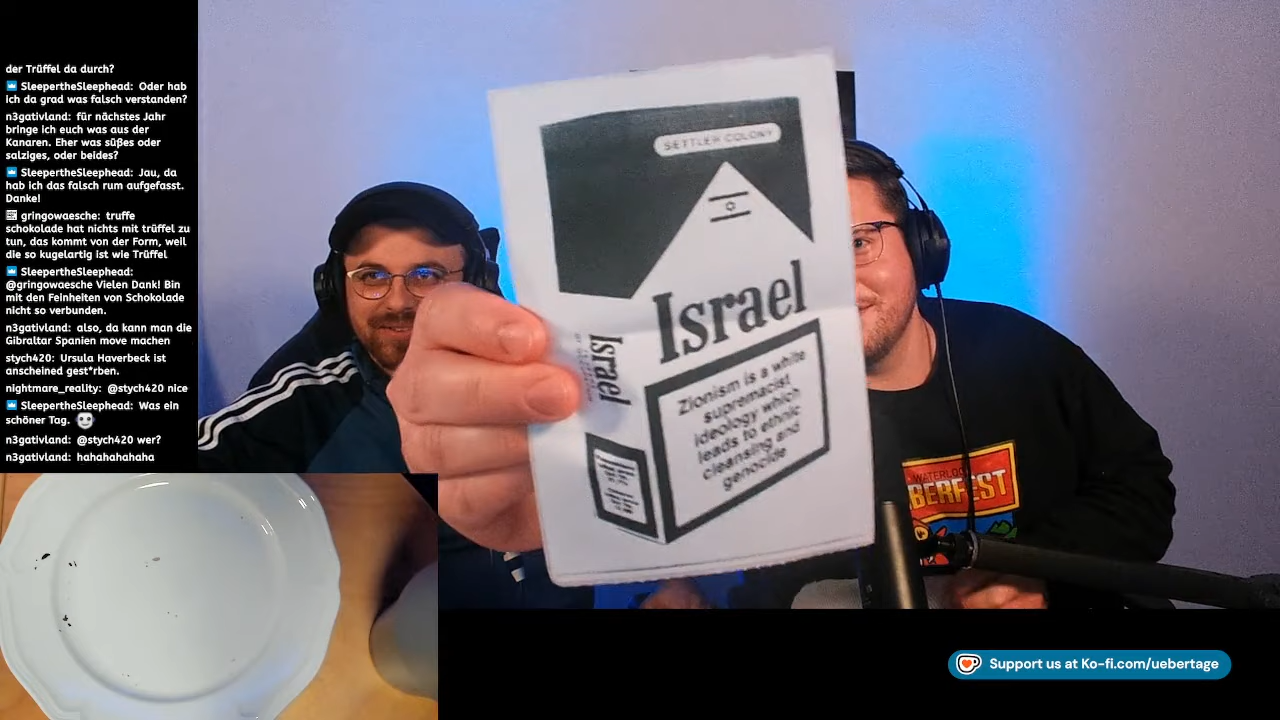 der Trüffel da durch?
SleepertheSleephead: Oder hab
ich da grad was falsch verstanden?
n3gativland: für nächstes Jahr
bringe ich euch was aus der
Kanaren. Eher was süßes oder
salziges, oder beides?
SleepertheSleephead: Jau, da
hab ich das falsch rum aufgefasst.
Danke!
gringowaesche: truffe
schokolade hat nichts mit trüffel zu
tun, das kommt von der Form, weil
die so kugelartig ist wie Trüffel
SleepertheSleephead:
@gringowaesche Vielen Dank! Bin
mit den Feinheiten von Schokolade
nicht so verbunden.
n3gativland: also, da kann man die
Gibraltar Spanien move machen
stych420: Ursula Haverbeck ist
anscheined gest*rben.
nightmare_reality: @stych420 nice
SleepertheSleephead: Was ein
schöner Tag.
n3gativland: @stych420 wer?
n3gativland: hahahahahaha
SETTLER COLONY
Israel
Israel
Zionism is a white
supremacist
ideology which
leads to ethnic
cleansing and
genocide
WATERLOO
BERFEST
Support us at Ko-fi.com/uebertage